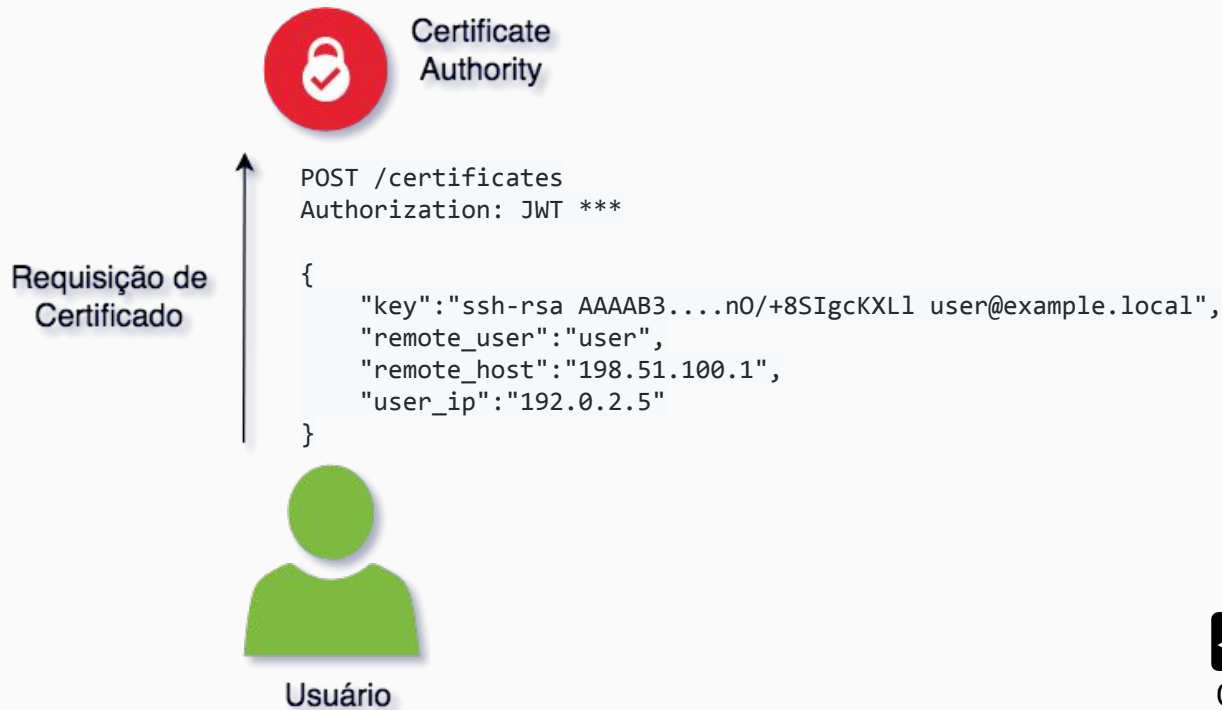 Certificate
Authority
POST /certificates
Authorization: JWT ***
Requisição de
Certificado
{
"key":"ssh-rsa AAAAB3....nO/+8SIgcKXLl user@example.local",
"remote_user":"user",
"remote_host":"198.51.100.1",
"user_ip":"192.0.2.5"
}
Usuário